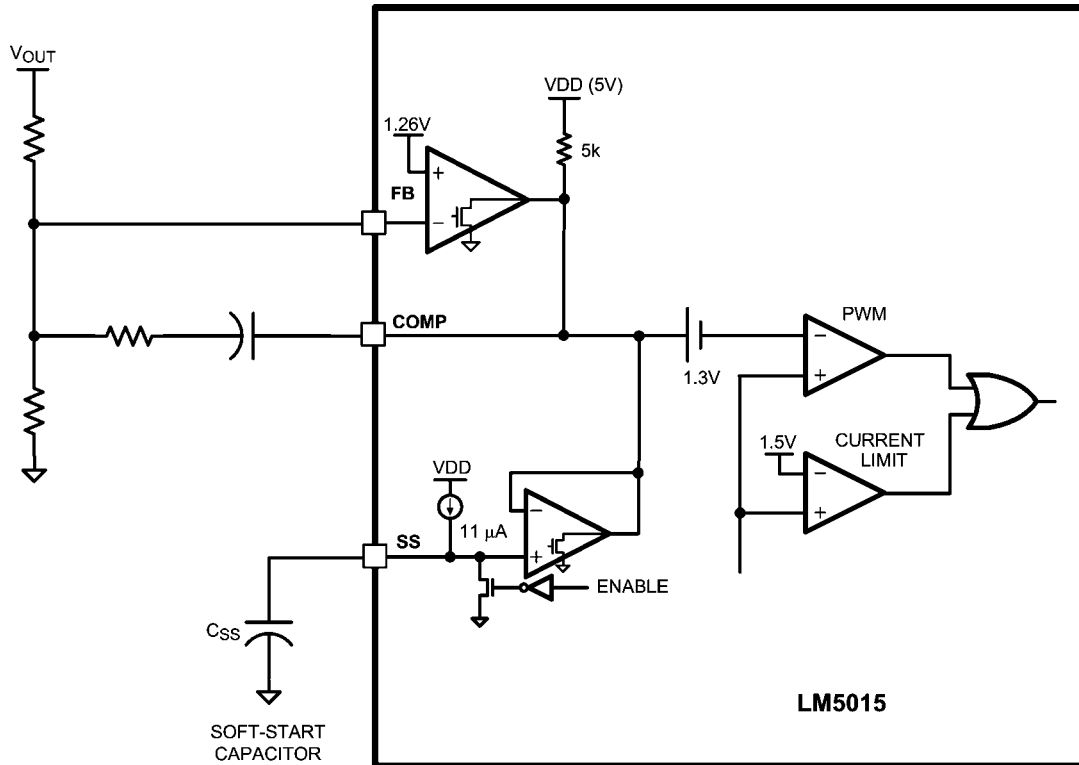 VOUT
VDD (5V)
1.26V
5k
+
FB
−
COMP
PWM
−
+
1.3V
1.5V
CURRENT
LIMIT
−
+
VDD
11 μA
−
SS
+
ENABLE
CSS
SOFT-START
CAPACITOR
LM5015